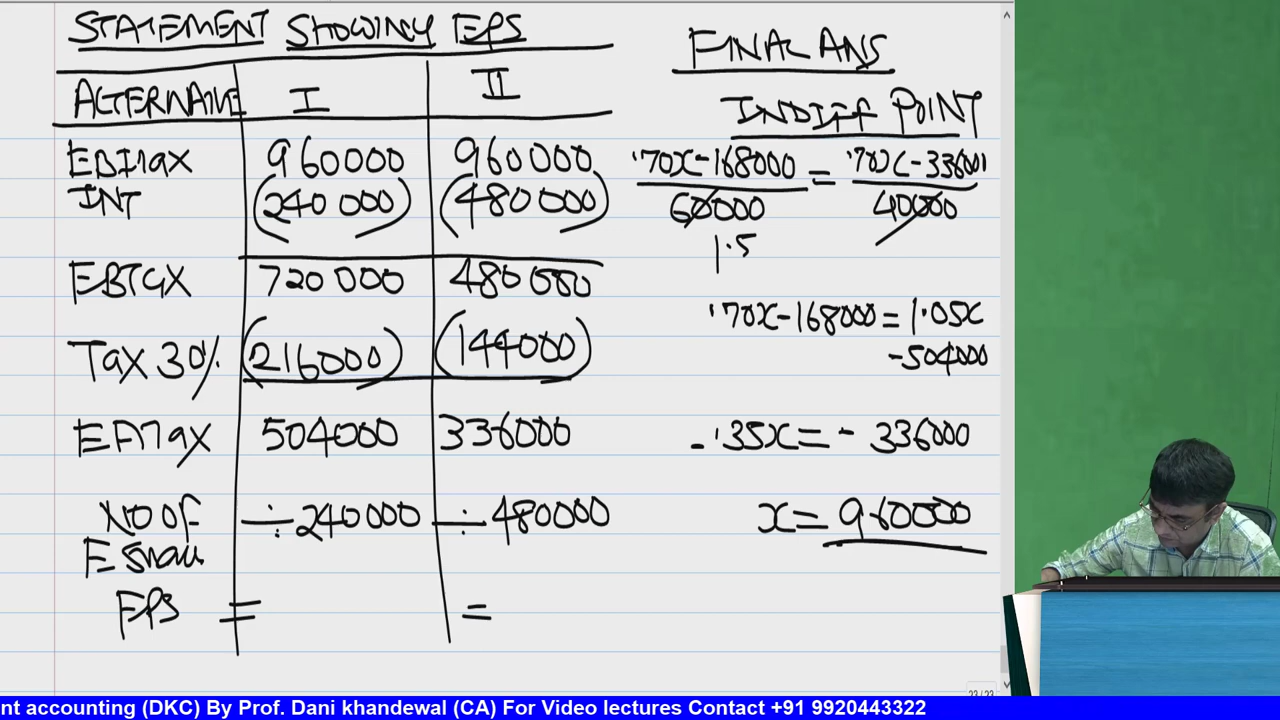 STATEMENT SHOWING EPS
ALTERNATIVE I II
EBITax 960000 960000
INT (240000) (480000)
EBTax 720000 480000
Tax 30% (216000) (144000)
EATax 504000 336000
NO OF ÷240000 ÷480000
E Share
EPS = =
FINAL ANS
INDIFF POINT
.70x-168000 = .70x-336000
60000 40000
1.5
.70x-168000=1.05x
-504000
-.35x=-336000
x=960000
23/23
nt accounting (DKC) By Prof. Dani khandewal (CA) For Video lectures Contact +91 9920443322